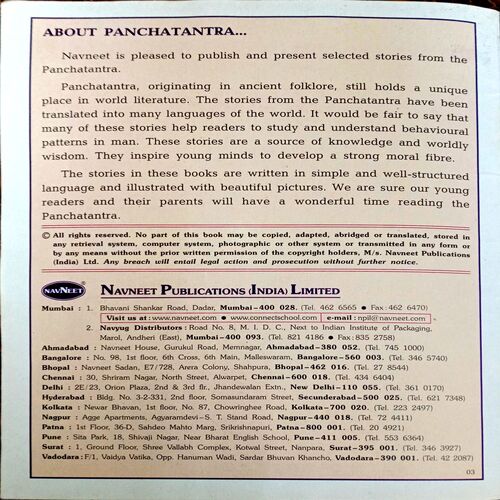 ABOUT PANCHATANTRA...
Navneet is pleased to publish and present selected stories from the
Panchatantra.
Panchatantra, originating in ancient folklore, still holds a unique
place in world literature. The stories from the Panchatantra have been
translated into many languages of the world. It would be fair to say that
many of these stories help readers to study and understand behavioural
patterns in man. These stories are a source of knowledge and worldly
wisdom. They inspire young minds to develop a strong moral fibre.
The stories in these books are written in simple and well-structured
language and illustrated with beautiful pictures. We are sure our young
readers and their parents will have a wonderful time reading the
Panchatantra.
© All rights reserved. No part of this book may be copied, adapted, abridged or translated, stored in
any retrieval system, computer system, photographic or other system or transmitted in any form or
by any means without the prior written permission of the copyright holders, M/s. Navneet Publications
(India) Ltd. Any breach will entail legal action and prosecution without further notice.
NAVNEET NAVNEET PUBLICATIONS (INDIA) LIMITED
Mumbai : 1. Bhavani Shankar Road, Dadar, Mumbai–400 028. (Tel. 462 6565 ● Fax : 462 6470)
Visit us at : www.navneet.com ● www.connectschool.com | e-mail : npil@navneet.com
2. Navyug Distributors : Road No. 8, M. I. D. C., Next to Indian Institute of Packaging,
Marol, Andheri (East), Mumbai–400 093. (Tel. 821 4186 ● Fax : 835 2758)
Ahmadabad : Navneet House, Gurukul Road, Memnagar, Ahmadabad–380 052. (Tel. 745 1000)
Bangalore : No. 98, 1st floor, 6th Cross, 6th Main, Malleswaram, Bangalore–560 003. (Tel. 346 5740)
Bhopal : Navneet Sadan, E7/728, Arera Colony, Shahpura, Bhopal–462 016. (Tel. 27 8544)
Chennai : 30, Shriram Nagar, North Street, Alwarpet, Chennai–600 018. (Tel. 434 6404)
Delhi : 2E/23, Orion Plaza, 2nd & 3rd flr., Jhandewalan Extn., New Delhi–110 055. (Tel. 361 0170)
Hyderabad : Bldg. No. 3-2-331, 2nd floor, Somasundaram Street, Secunderabad–500 025. (Tel. 621 7348)
Kolkata : Newar Bhavan, 1st floor, No. 87, Chowringhee Road, Kolkata–700 020. (Tel. 223 2497)
Nagpur : Agge Apartments, Aggaramdevi–S. T. Stand Road, Nagpur–440 018. (Tel. 72 4411)
Patna : 1st Floor, 36-D, Sahdeo Mahto Marg, Srikrishnapuri, Patna–800 001. (Tel. 20 4921)
Pune : Sita Park, 18, Shivaji Nagar, Near Bharat English School, Pune–411 005. (Tel. 553 6364)
Surat : 1, Ground Floor, Shree Vallabh Complex, Kotwal Street, Nanpara, Surat–395 001. (Tel. 346 3927)
Vadodara : F/1, Vaidya Vatika, Opp. Hanuman Wadi, Sardar Bhuvan Khancho, Vadodara–390 001. (Tel. 42 2087)
03